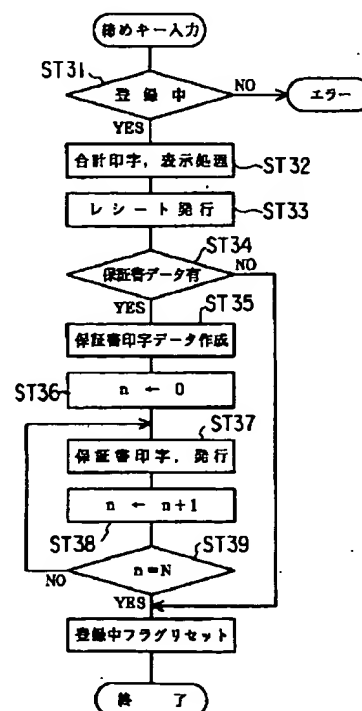 締めキー入力
ST31
登録中
NO
エラー
YES
合計印字,表示処理
ST32
レシート発行
ST33
ST34
保証書データ有
NO
YES
ST35
保証書印字データ作成
ST36
n ← 0
ST37
保証書印字,発行
n ← n+1
ST38
ST39
n=N
NO
YES
登録中フラグリセット
終了